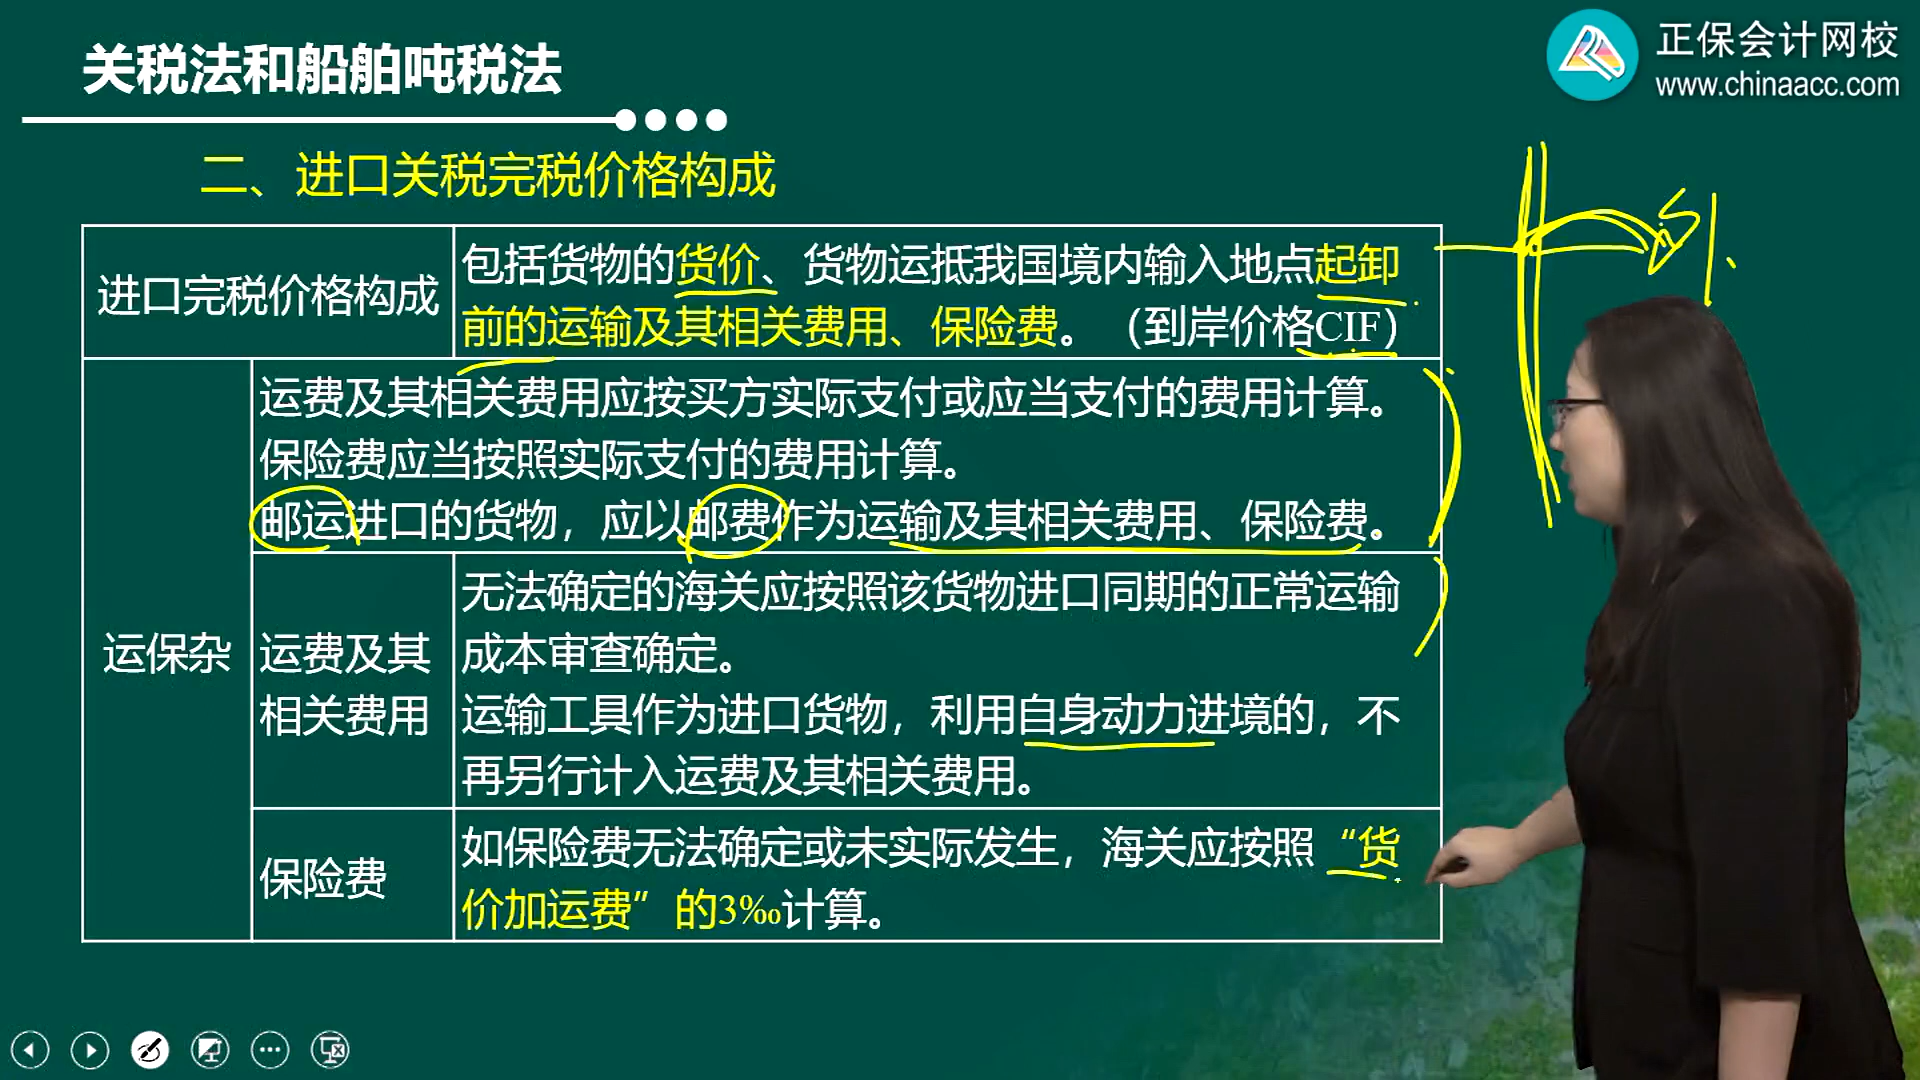 关税法和船舶吨税法
正保会计网校
www.chinaacc.com
二、进口关税完税价格构成
进口完税价格构成
包括货物的货价、货物运抵我国境内输入地点起卸
前的运输及其相关费用、保险费。（到岸价格CIF）
运保杂
运费及其相关费用应按买方实际支付或应当支付的费用计算。
保险费应当按照实际支付的费用计算。
邮运进口的货物，应以邮费作为运输及其相关费用、保险费。
运费及其
相关费用
无法确定的海关应按照该货物进口同期的正常运输
成本审查确定。
运输工具作为进口货物，利用自身动力进境的，不
再另行计入运费及其相关费用。
保险费
如保险费无法确定或未实际发生，海关应按照“货
价加运费”的3‰计算。